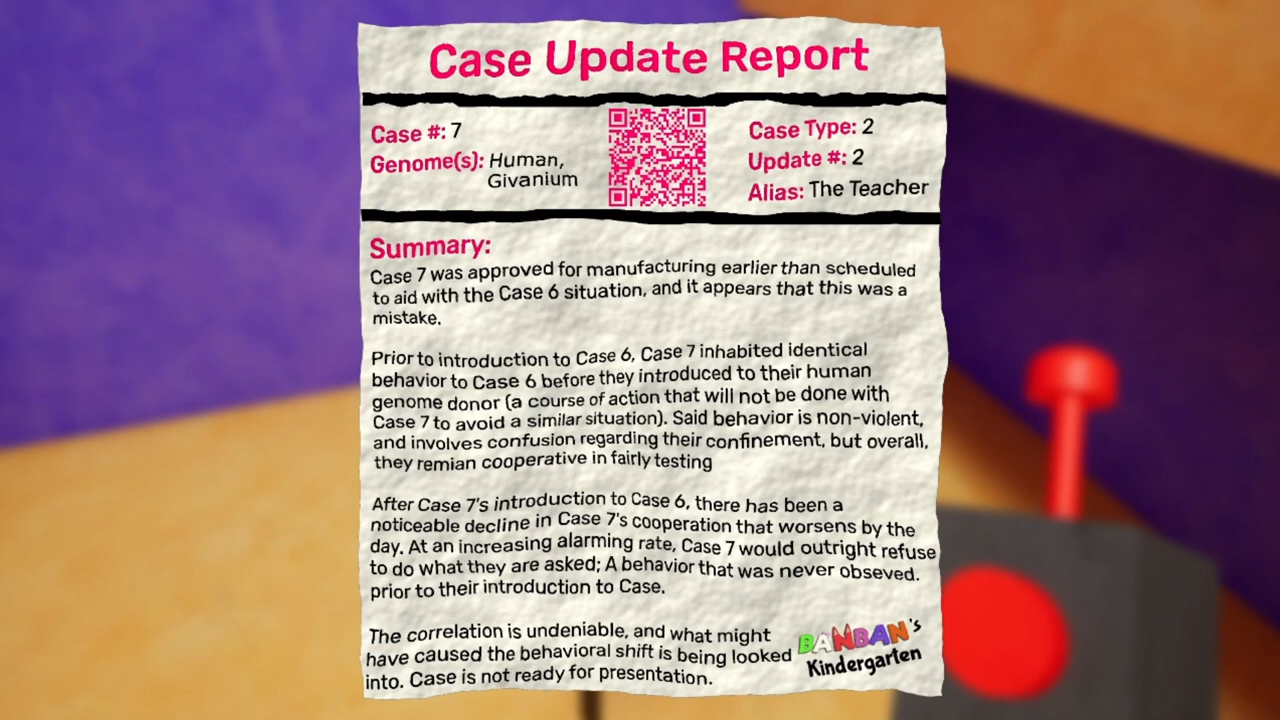 Case Update Report
Case #: 7
Genome(s): Human,
Givanium
Case Type: 2
Update #: 2
Alias: The Teacher
Summary:
Case 7 was approved for manufacturing earlier than scheduled
to aid with the Case 6 situation, and it appears that this was a
mistake.
Prior to introduction to Case 6, Case 7 inhabited identical
behavior to Case 6 before they introduced to their human
genome donor (a course of action that will not be done with
Case 7 to avoid a similar situation). Said behavior is non-violent,
and involves confusion regarding their confinement, but overall,
they remian cooperative in fairly testing
After Case 7's introduction to Case 6, there has been a
noticeable decline in Case 7's cooperation that worsens by the
day. At an increasing alarming rate, Case 7 would outright refuse
to do what they are asked; A behavior that was never obseved.
prior to their introduction to Case.
The correlation is undeniable, and what might
have caused the behavioral shift is being looked
into. Case is not ready for presentation.
BANBAN's
Kindergarten